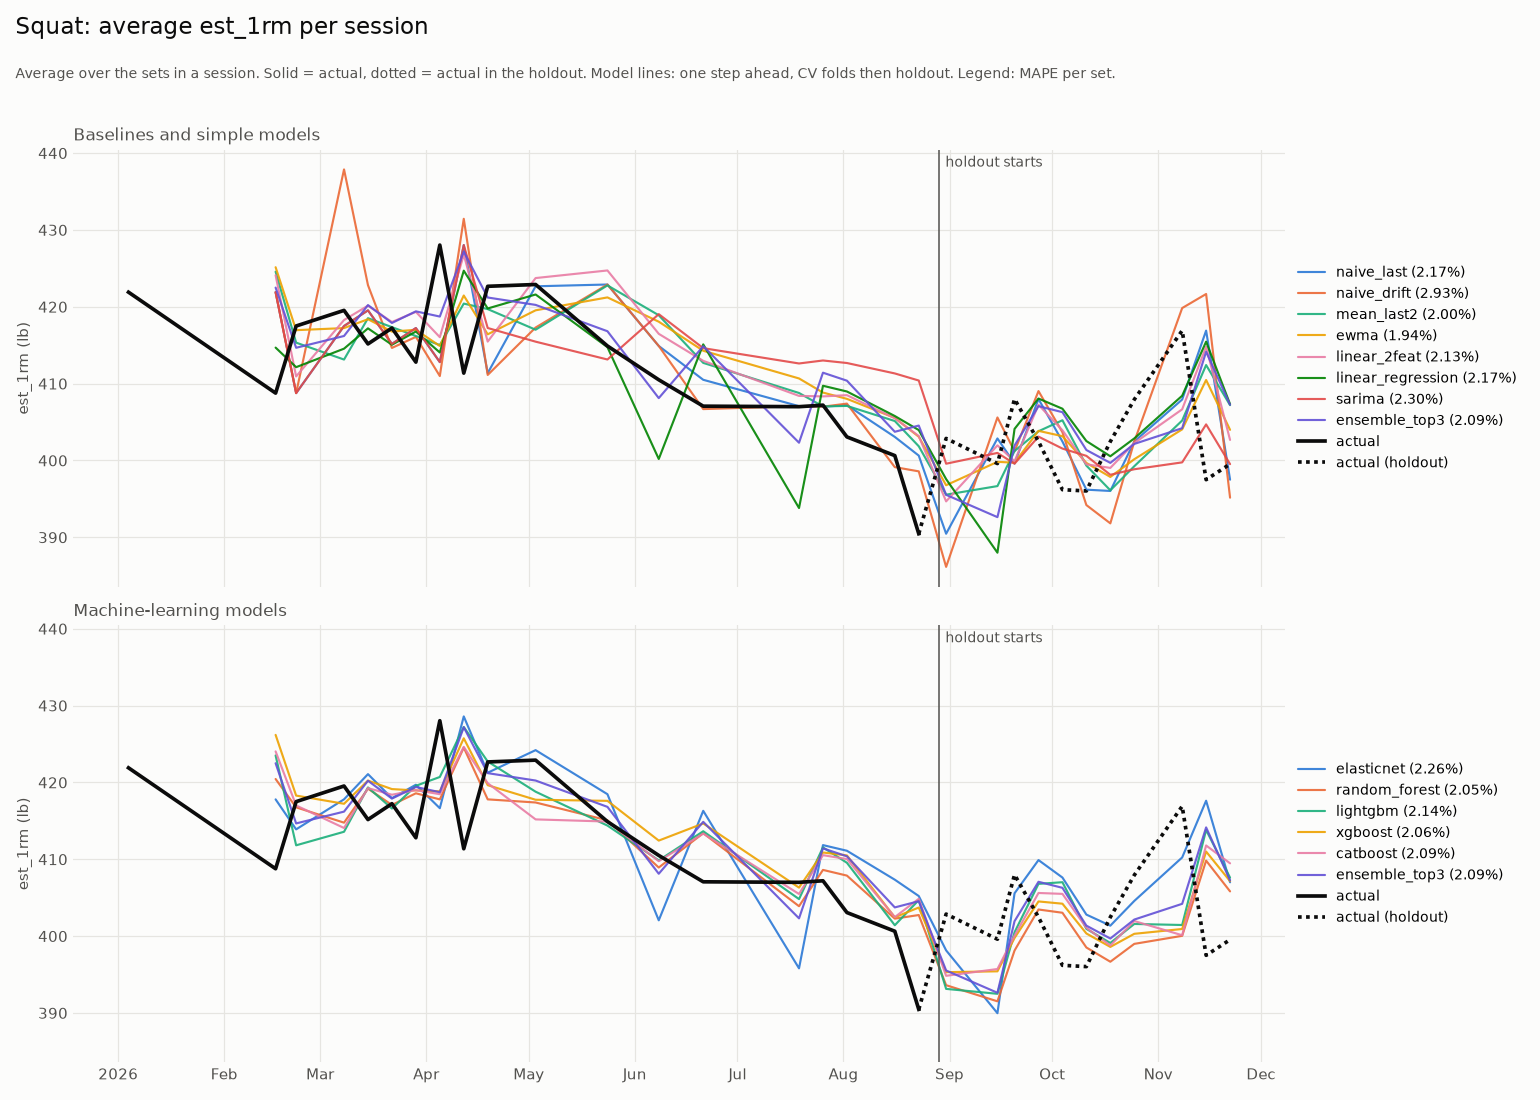 Squat: average est_1rm per session
Average over the sets in a session. Solid = actual, dotted = actual in the holdout. Model lines: one step ahead, CV folds then holdout. Legend: MAPE per set.
Baselines and simple models
440
430
420
410
400
390
est_1rm (lb)
holdout starts
naive_last (2.17%)
naive_drift (2.93%)
mean_last2 (2.00%)
ewma (1.94%)
linear_2feat (2.13%)
linear_regression (2.17%)
sarima (2.30%)
ensemble_top3 (2.09%)
actual
actual (holdout)
Machine-learning models
440
430
420
410
400
390
est_1rm (lb)
holdout starts
elasticnet (2.26%)
random_forest (2.05%)
lightgbm (2.14%)
xgboost (2.06%)
catboost (2.09%)
ensemble_top3 (2.09%)
actual
actual (holdout)
2026 Feb Mar Apr May Jun Jul Aug Sep Oct Nov Dec